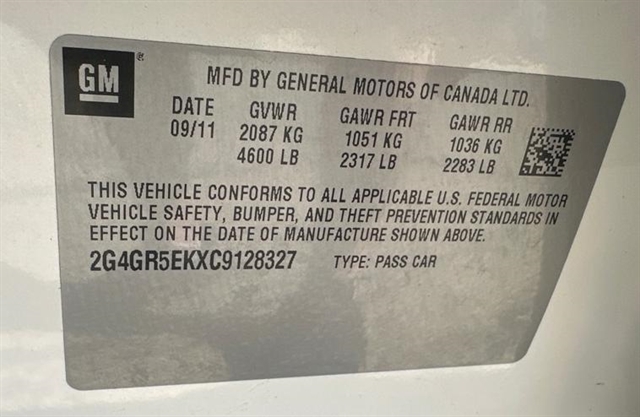 GM ®
MFD BY GENERAL MOTORS OF CANADA LTD.
DATE GVWR GAWR FRT GAWR RR
09/11 2087 KG 1051 KG 1036 KG
4600 LB 2317 LB 2283 LB
THIS VEHICLE CONFORMS TO ALL APPLICABLE U.S. FEDERAL MOTOR
VEHICLE SAFETY, BUMPER, AND THEFT PREVENTION STANDARDS IN
EFFECT ON THE DATE OF MANUFACTURE SHOWN ABOVE.
2G4GR5EKXC9128327 TYPE: PASS CAR